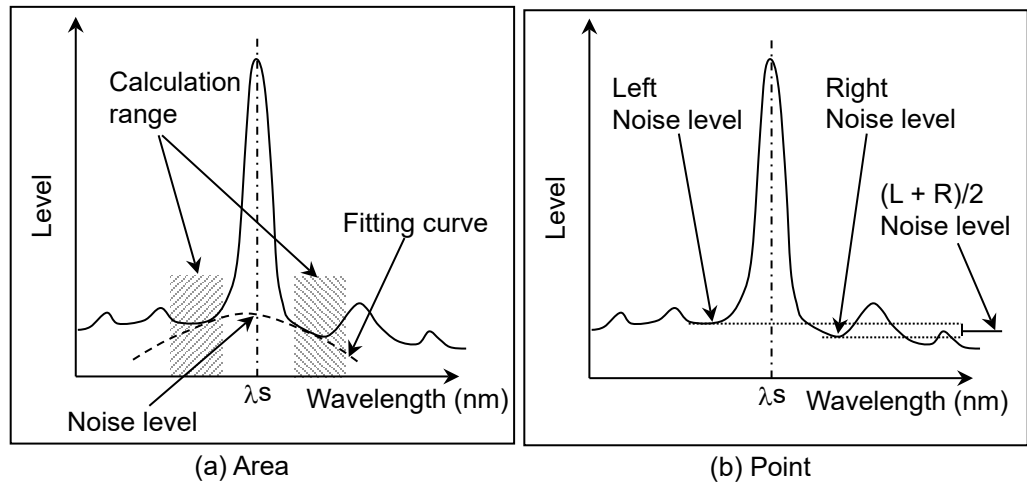 Calculation
range
Level
Fitting curve
λs
Wavelength (nm)
Noise level
(a) Area
Left
Noise level
Right
Noise level
(L + R)/2
Noise level
Level
λs
Wavelength (nm)
(b) Point